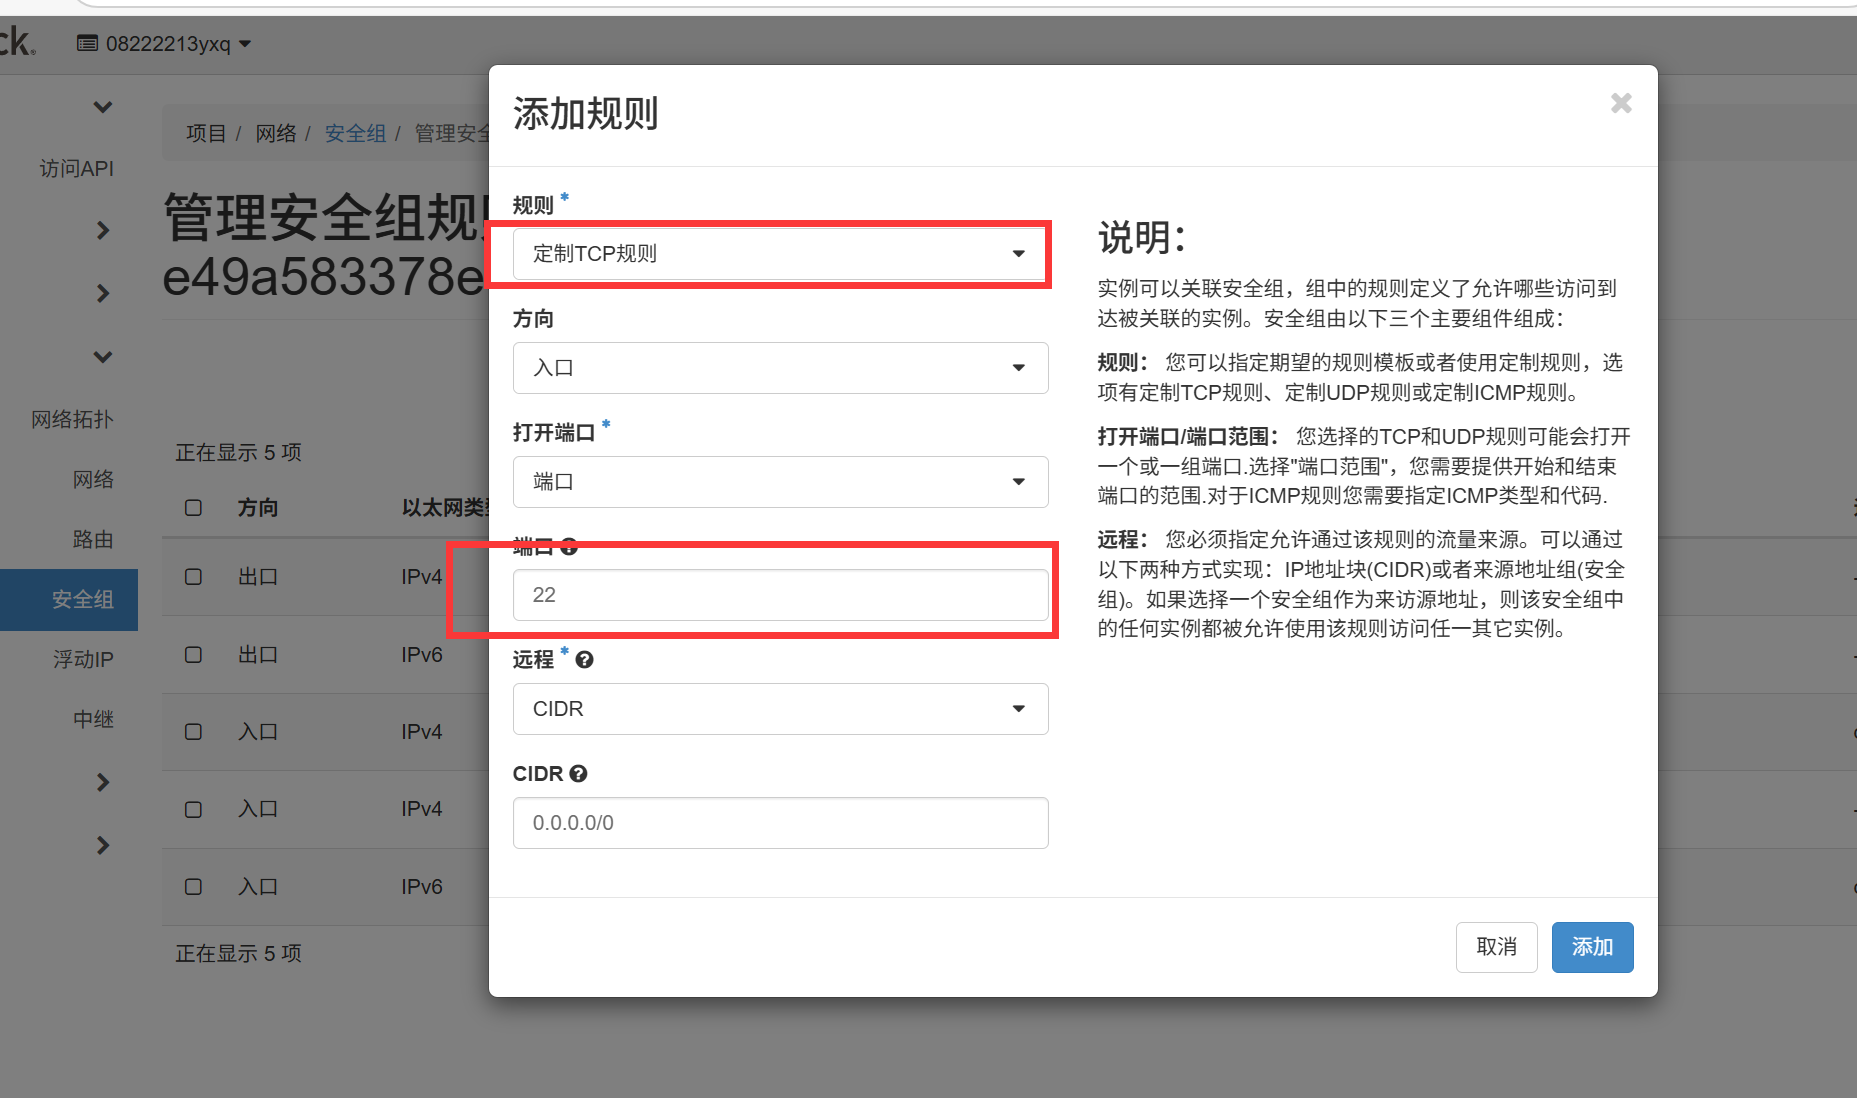 ck.
08222213yxq
访问API
网络拓扑
网络
路由
安全组
浮动IP
中继
项目 / 网络 / 安全组 / 管理安全
管理安全组规
e49a583378e
正在显示 5 项
方向 以太网类
出口 IPv4
出口 IPv6
入口 IPv4
入口 IPv4
入口 IPv6
正在显示 5 项
添加规则
规则 *
定制TCP规则
方向
入口
打开端口 *
端口
端口
22
远程 *
CIDR
CIDR
0.0.0.0/0
说明：
实例可以关联安全组，组中的规则定义了允许哪些访问到
达被关联的实例。安全组由以下三个主要组件组成：
规则： 您可以指定期望的规则模板或者使用定制规则，选
项有定制TCP规则、定制UDP规则或定制ICMP规则。
打开端口/端口范围： 您选择的TCP和UDP规则可能会打开
一个或一组端口.选择"端口范围"，您需要提供开始和结束
端口的范围.对于ICMP规则您需要指定ICMP类型和代码.
远程： 您必须指定允许通过该规则的流量来源。可以通过
以下两种方式实现：IP地址块(CIDR)或者来源地址组(安全
组)。如果选择一个安全组作为来访源地址，则该安全组中
的任何实例都被允许使用该规则访问任一其它实例。
取消
添加